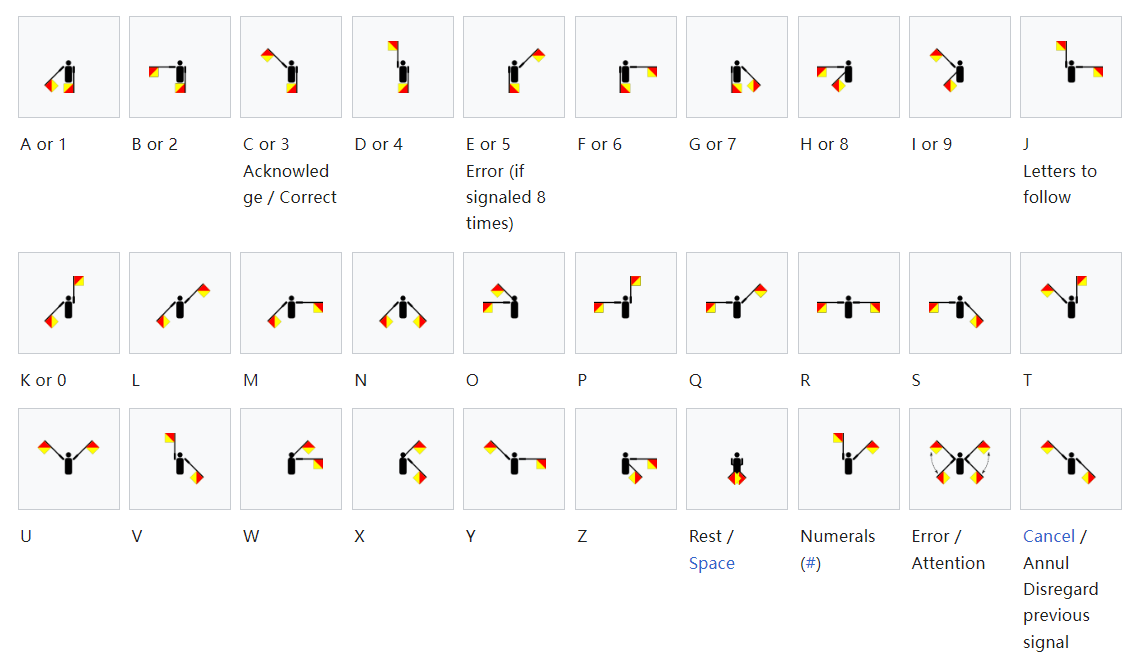 A or 1 B or 2 C or 3 D or 4 E or 5 F or 6 G or 7 H or 8 I or 9 J
Acknowled Error (if Letters to
ge / Correct signaled 8 follow
times)
K or 0 L M N O P Q R S T
U V W X Y Z Rest / Numerals Error / Cancel /
Space (#) Attention Annul
Disregard
previous
signal